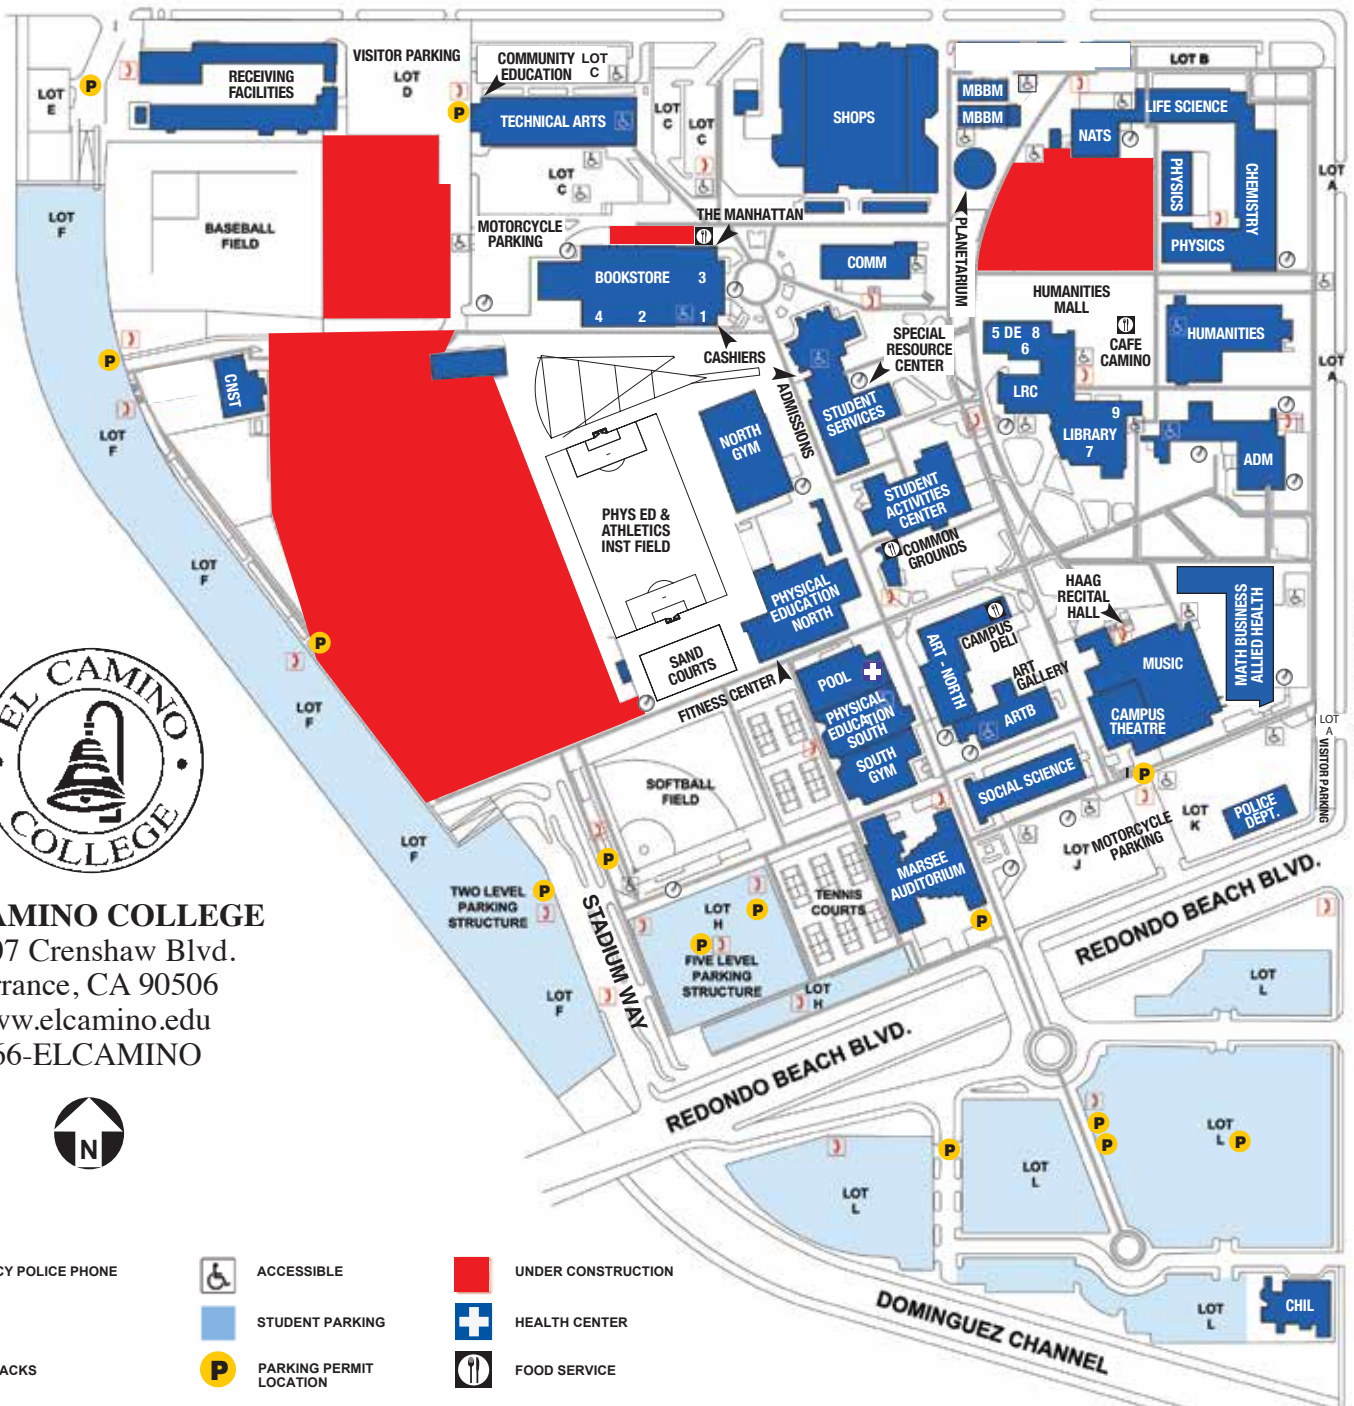 VISITOR PARKING
LOT
D
COMMUNITY
EDUCATION
LOT
C
LOT B
RECEIVING
FACILITIES
LOT
E
TECHNICAL ARTS
LOT
C
LOT
C
LOT
C
SHOPS
MBBM
MBBM
NATS
LIFE SCIENCE
PHYSICS
CHEMISTRY
PHYSICS
LOT
A
LOT
F
BASEBALL
FIELD
MOTORCYCLE
PARKING
THE MANHATTAN
BOOKSTORE
3
4
2
1
COMM
PLANETARIUM
HUMANITIES
MALL
CAFE
CAMINO
HUMANITIES
5 DE 8
6
LRC
9
LIBRARY
7
ADM
LOT
A
CASHIERS
SPECIAL
RESOURCE
CENTER
ADMISSIONS
STUDENT
SERVICES
CNST
LOT
F
NORTH
GYM
STUDENT
ACTIVITIES
CENTER
COMMON
GROUNDS
PHYS ED &
ATHLETICS
INST FIELD
LOT
F
PHYSICAL
EDUCATION
NORTH
HAAG
RECITAL
HALL
MATH BUSINESS
ALLIED HEALTH
SAND
COURTS
FITNESS CENTER
POOL
PHYSICAL
EDUCATION
SOUTH
SOUTH
GYM
ART - NORTH
CAMPUS
DELI
ART
GALLERY
ARTB
MUSIC
CAMPUS
THEATRE
LOT
A
VISITOR PARKING
LOT
F
SOCIAL SCIENCE
SOFTBALL
FIELD
P
LOT
K
POLICE
DEPT.
LOT
J
MOTORCYCLE
PARKING
LOT
F
MARSEE
AUDITORIUM
TENNIS
COURTS
TWO LEVEL
PARKING
STRUCTURE
STADIUM WAY
LOT
H
FIVE LEVEL
PARKING
STRUCTURE
LOT
H
LOT
F
REDONDO BEACH BLVD.
REDONDO BEACH BLVD.
LOT
L
LOT
L
LOT
L
LOT
L
LOT
L
CHIL
DOMINGUEZ CHANNEL
EL CAMINO
COLLEGE
AMINO COLLEGE
07 Crenshaw Blvd.
rrance, CA 90506
ww.elcamino.edu
66-ELCAMINO
N
CY POLICE PHONE
ACCESSIBLE
UNDER CONSTRUCTION
STUDENT PARKING
HEALTH CENTER
ACKS
P
PARKING PERMIT
LOCATION
FOOD SERVICE